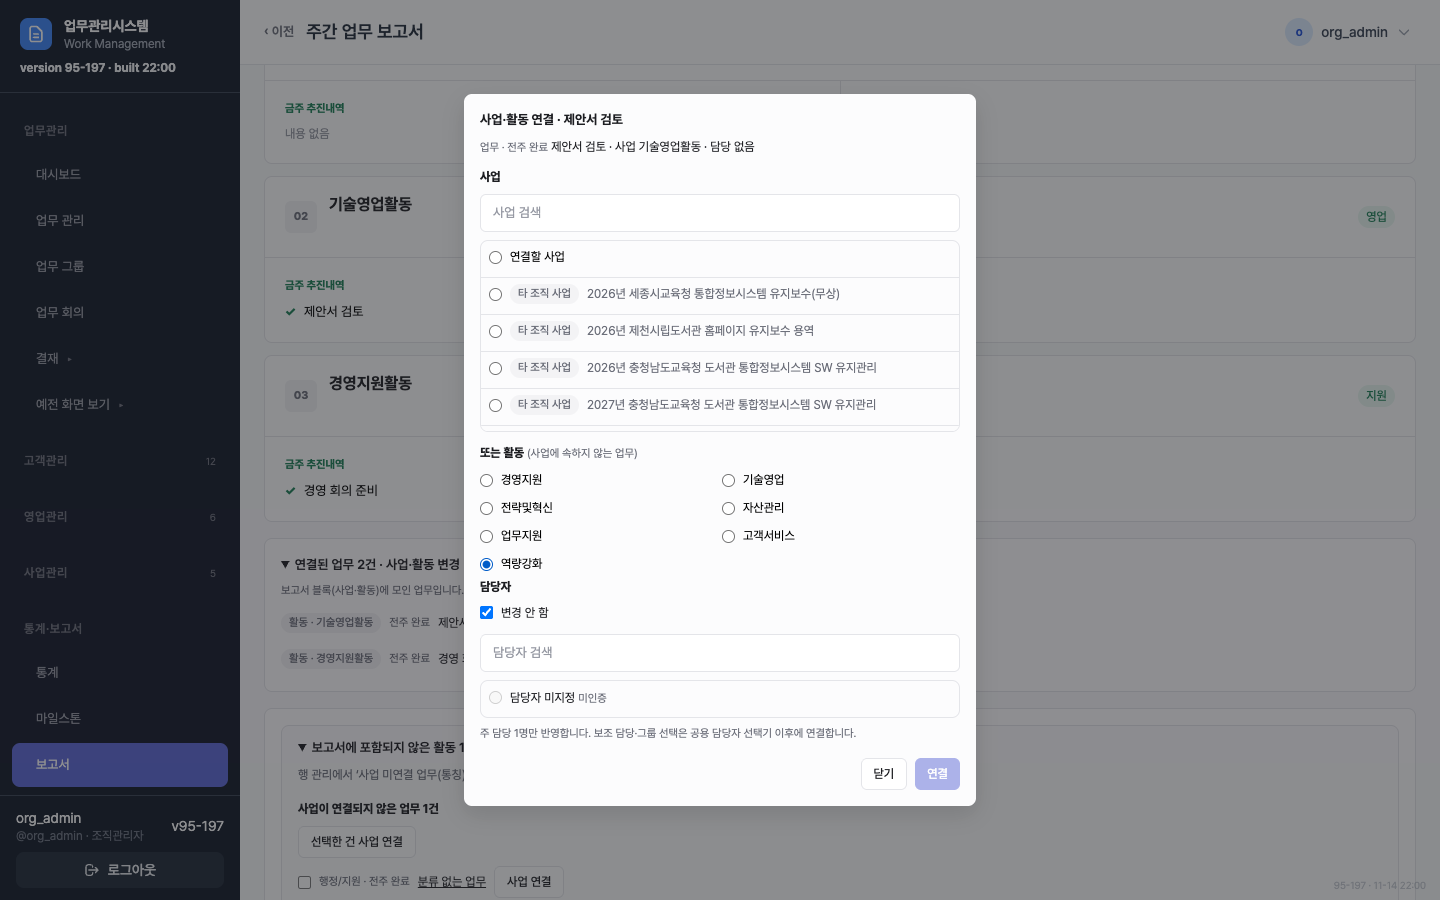 업무관리시스템
Work Management
version 95-197 · built 22:00
업무관리
대시보드
업무 관리
업무 그룹
업무 회의
결재
예전 화면 보기
고객관리 12
영업관리 6
사업관리 5
통계·보고서
통계
마일스톤
보고서
org_admin
@org_admin · 조직관리자
v95-197
로그아웃
‹ 이전 주간 업무 보고서
o org_admin
금주 추진내역
내용 없음
02 기술영업활동 영업
금주 추진내역
✓ 제안서 검토
03 경영지원활동 지원
금주 추진내역
✓ 경영 회의 준비
▼ 연결된 업무 2건 · 사업·활동 변경
보고서 블록(사업·활동)에 모인 업무입니다.
활동 · 기술영업활동 전주 완료 제안서
활동 · 경영지원활동 전주 완료 경영
▼ 보고서에 포함되지 않은 활동 1
행 관리에서 ‘사업 미연결 업무(통칭)
사업이 연결되지 않은 업무 1건
선택한 건 사업 연결
행정/지원 · 전주 완료 분류 없는 업무 사업 연결
95-197 · 11-14 22:00
사업·활동 연결 · 제안서 검토
업무 · 전주 완료 제안서 검토 · 사업 기술영업활동 · 담당 없음
사업
사업 검색
연결할 사업
타 조직 사업 2026년 세종시교육청 통합정보시스템 유지보수(무상)
타 조직 사업 2026년 제천시립도서관 홈페이지 유지보수 용역
타 조직 사업 2026년 충청남도교육청 도서관 통합정보시스템 SW 유지관리
타 조직 사업 2027년 충청남도교육청 도서관 통합정보시스템 SW 유지관리
또는 활동 (사업에 속하지 않는 업무)
경영지원 기술영업
전략및혁신 자산관리
업무지원 고객서비스
역량강화
담당자
변경 안 함
담당자 검색
담당자 미지정 미인증
주 담당 1명만 반영합니다. 보조 담당·그룹 선택은 공용 담당자 선택기 이후에 연결합니다.
닫기 연결